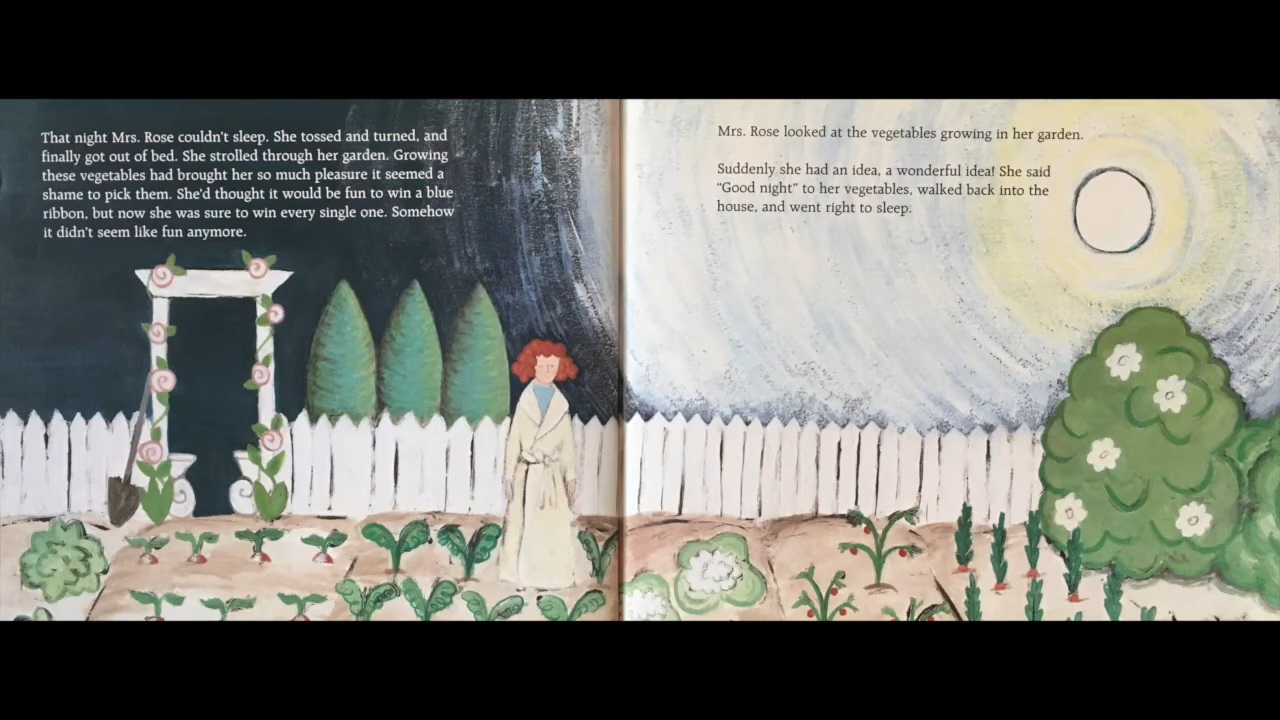 That night Mrs. Rose couldn't sleep. She tossed and turned, and
finally got out of bed. She strolled through her garden. Growing
these vegetables had brought her so much pleasure it seemed a
shame to pick them. She'd thought it would be fun to win a blue
ribbon, but now she was sure to win every single one. Somehow
it didn't seem like fun anymore.
Mrs. Rose looked at the vegetables growing in her garden.
Suddenly she had an idea, a wonderful idea! She said
“Good night” to her vegetables, walked back into the
house, and went right to sleep.